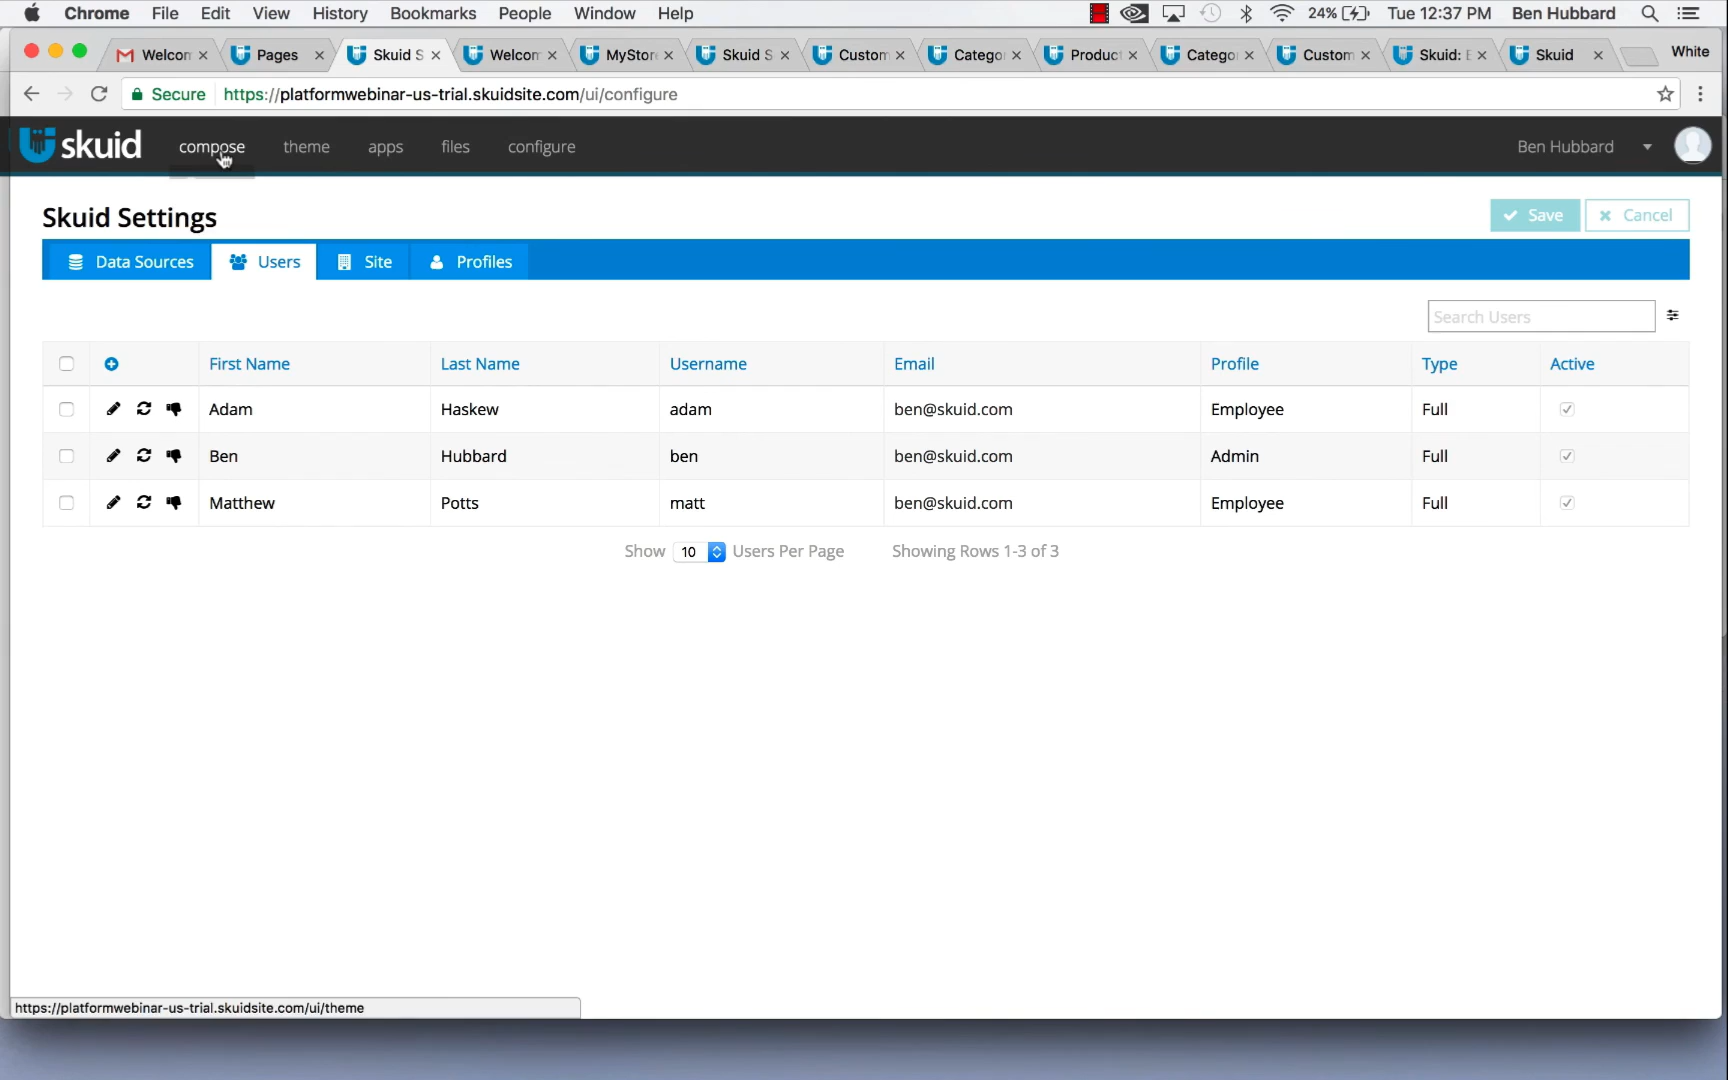 Chrome File Edit View History Bookmarks People Window Help 24% Tue 12:37 PM Ben Hubbard
Welcom Pages Skuid S Welcom MyStor Skuid S Custom Catego Product Catego Custom Skuid: E Skuid White
Secure https://platformwebinar-us-trial.skuidsite.com/ui/configure
skuid compose theme apps files configure Ben Hubbard
Skuid Settings Save Cancel
Data Sources Users Site Profiles
Search Users
First Name Last Name Username Email Profile Type Active
Adam Haskew adam ben@skuid.com Employee Full
Ben Hubbard ben ben@skuid.com Admin Full
Matthew Potts matt ben@skuid.com Employee Full
Show 10 Users Per Page Showing Rows 1-3 of 3
https://platformwebinar-us-trial.skuidsite.com/ui/theme